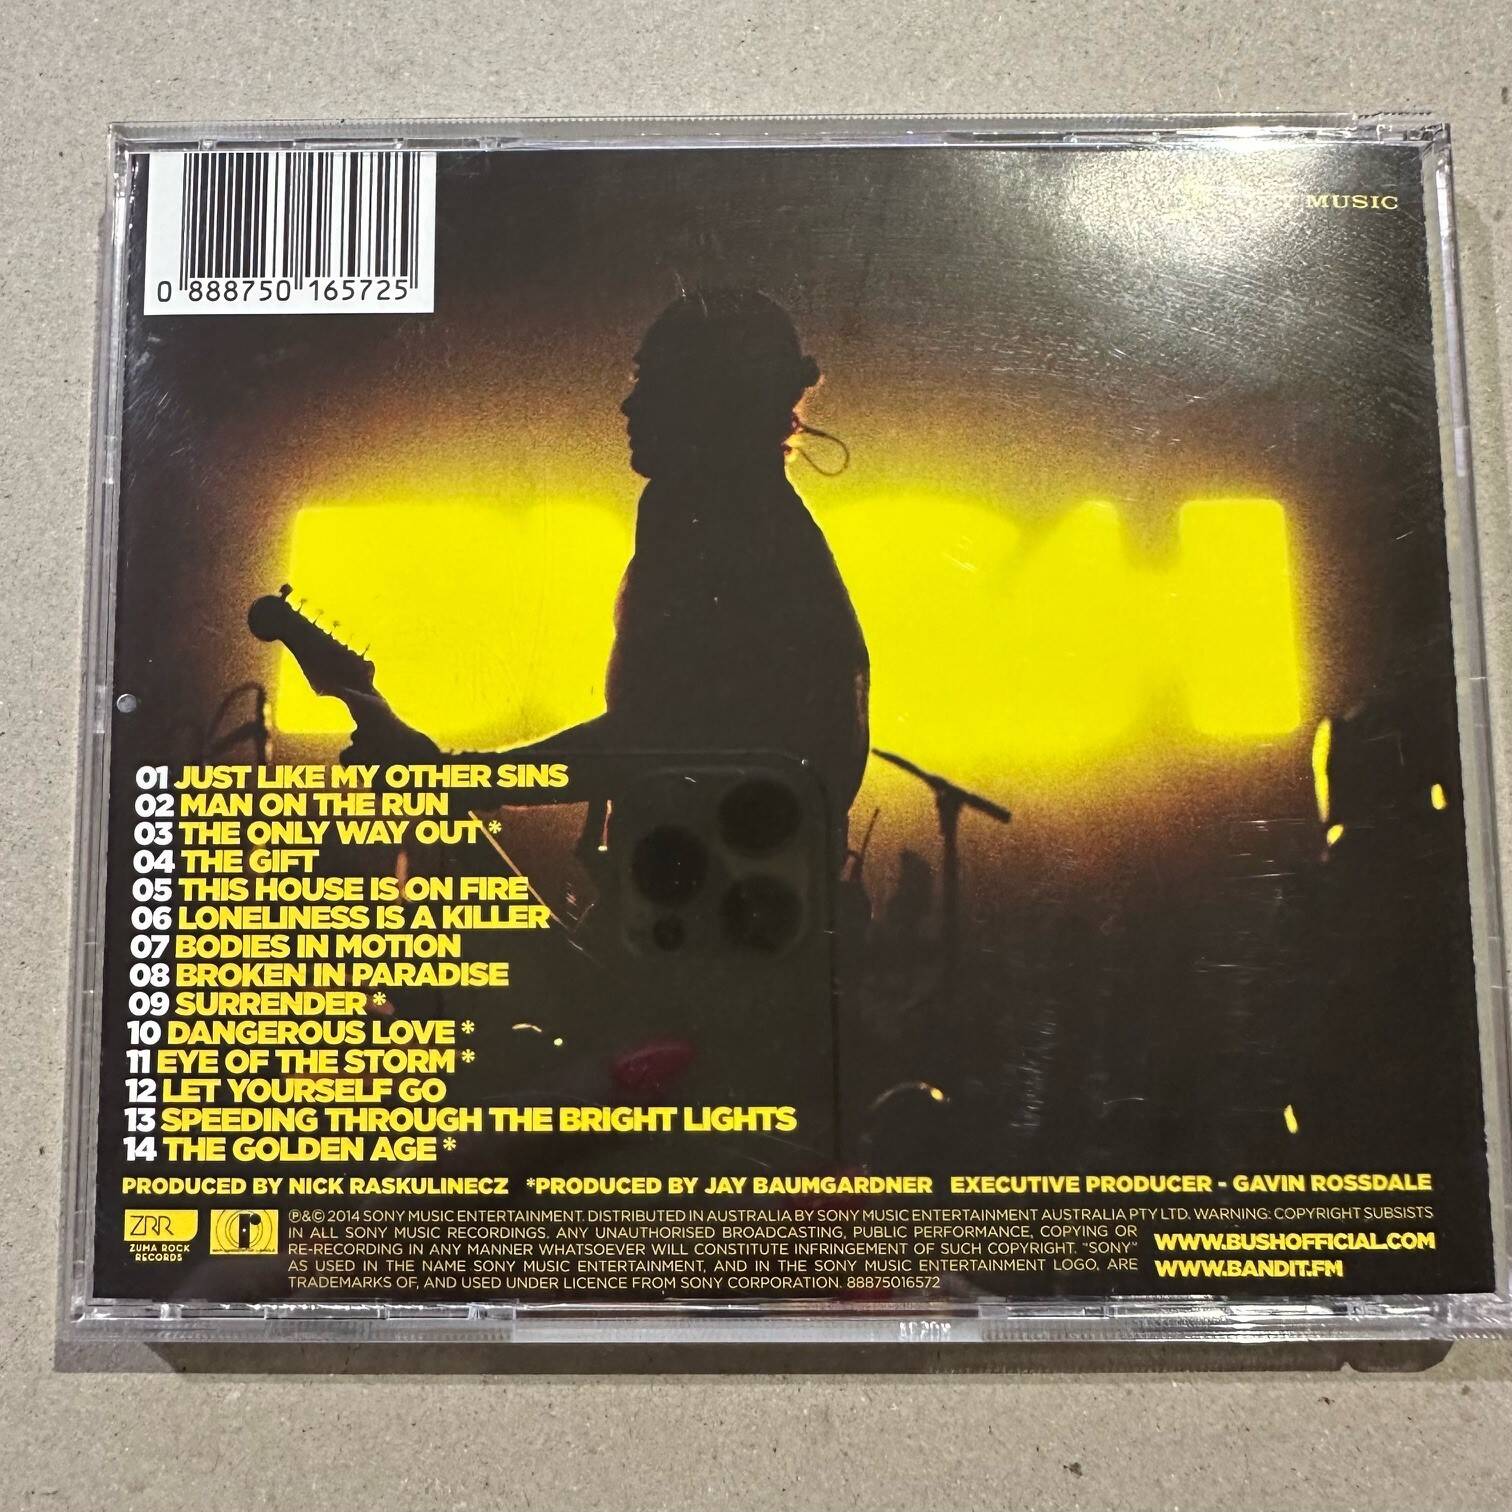 0 888750 165725
MUSIC
01 JUST LIKE MY OTHER SINS
02 MAN ON THE RUN
03 THE ONLY WAY OUT *
04 THE GIFT
05 THIS HOUSE IS ON FIRE
06 LONELINESS IS A KILLER
07 BODIES IN MOTION
08 BROKEN IN PARADISE
09 SURRENDER *
10 DANGEROUS LOVE *
11 EYE OF THE STORM *
12 LET YOURSELF GO
13 SPEEDING THROUGH THE BRIGHT LIGHTS
14 THE GOLDEN AGE *
PRODUCED BY NICK RASKULINECZ *PRODUCED BY JAY BAUMGARDNER EXECUTIVE PRODUCER - GAVIN ROSSDALE
ZRR
ZUMA ROCK
RECORDS
r
℗&© 2014 SONY MUSIC ENTERTAINMENT. DISTRIBUTED IN AUSTRALIA BY SONY MUSIC ENTERTAINMENT AUSTRALIA PTY LTD. WARNING: COPYRIGHT SUBSISTS
IN ALL SONY MUSIC RECORDINGS. ANY UNAUTHORISED BROADCASTING, PUBLIC PERFORMANCE, COPYING OR
RE-RECORDING IN ANY MANNER WHATSOEVER WILL CONSTITUTE INFRINGEMENT OF SUCH COPYRIGHT. "SONY"
AS USED IN THE NAME SONY MUSIC ENTERTAINMENT, AND IN THE SONY MUSIC ENTERTAINMENT LOGO, ARE
TRADEMARKS OF, AND USED UNDER LICENCE FROM SONY CORPORATION. 88875016572
WWW.BUSHOFFICIAL.COM
WWW.BANDIT.FM